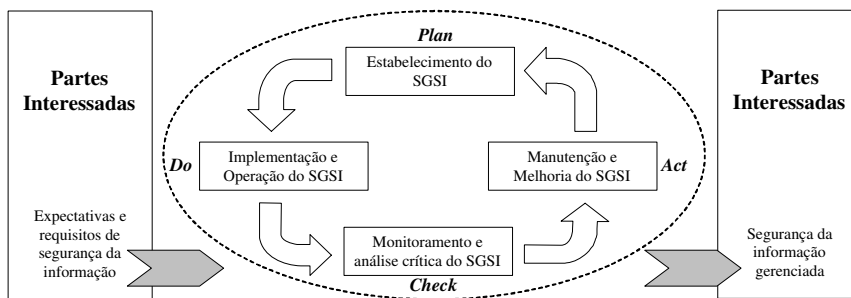 Partes
Interessadas
Expectativas e
requisitos de
segurança da
informação
Plan
Estabelecimento do
SGSI
Do
Implementação e
Operação do SGSI
Manutenção e
Melhoria do SGSI
Act
Monitoramento e
análise crítica do SGSI
Check
Partes
Interessadas
Segurança da
informação
gerenciada